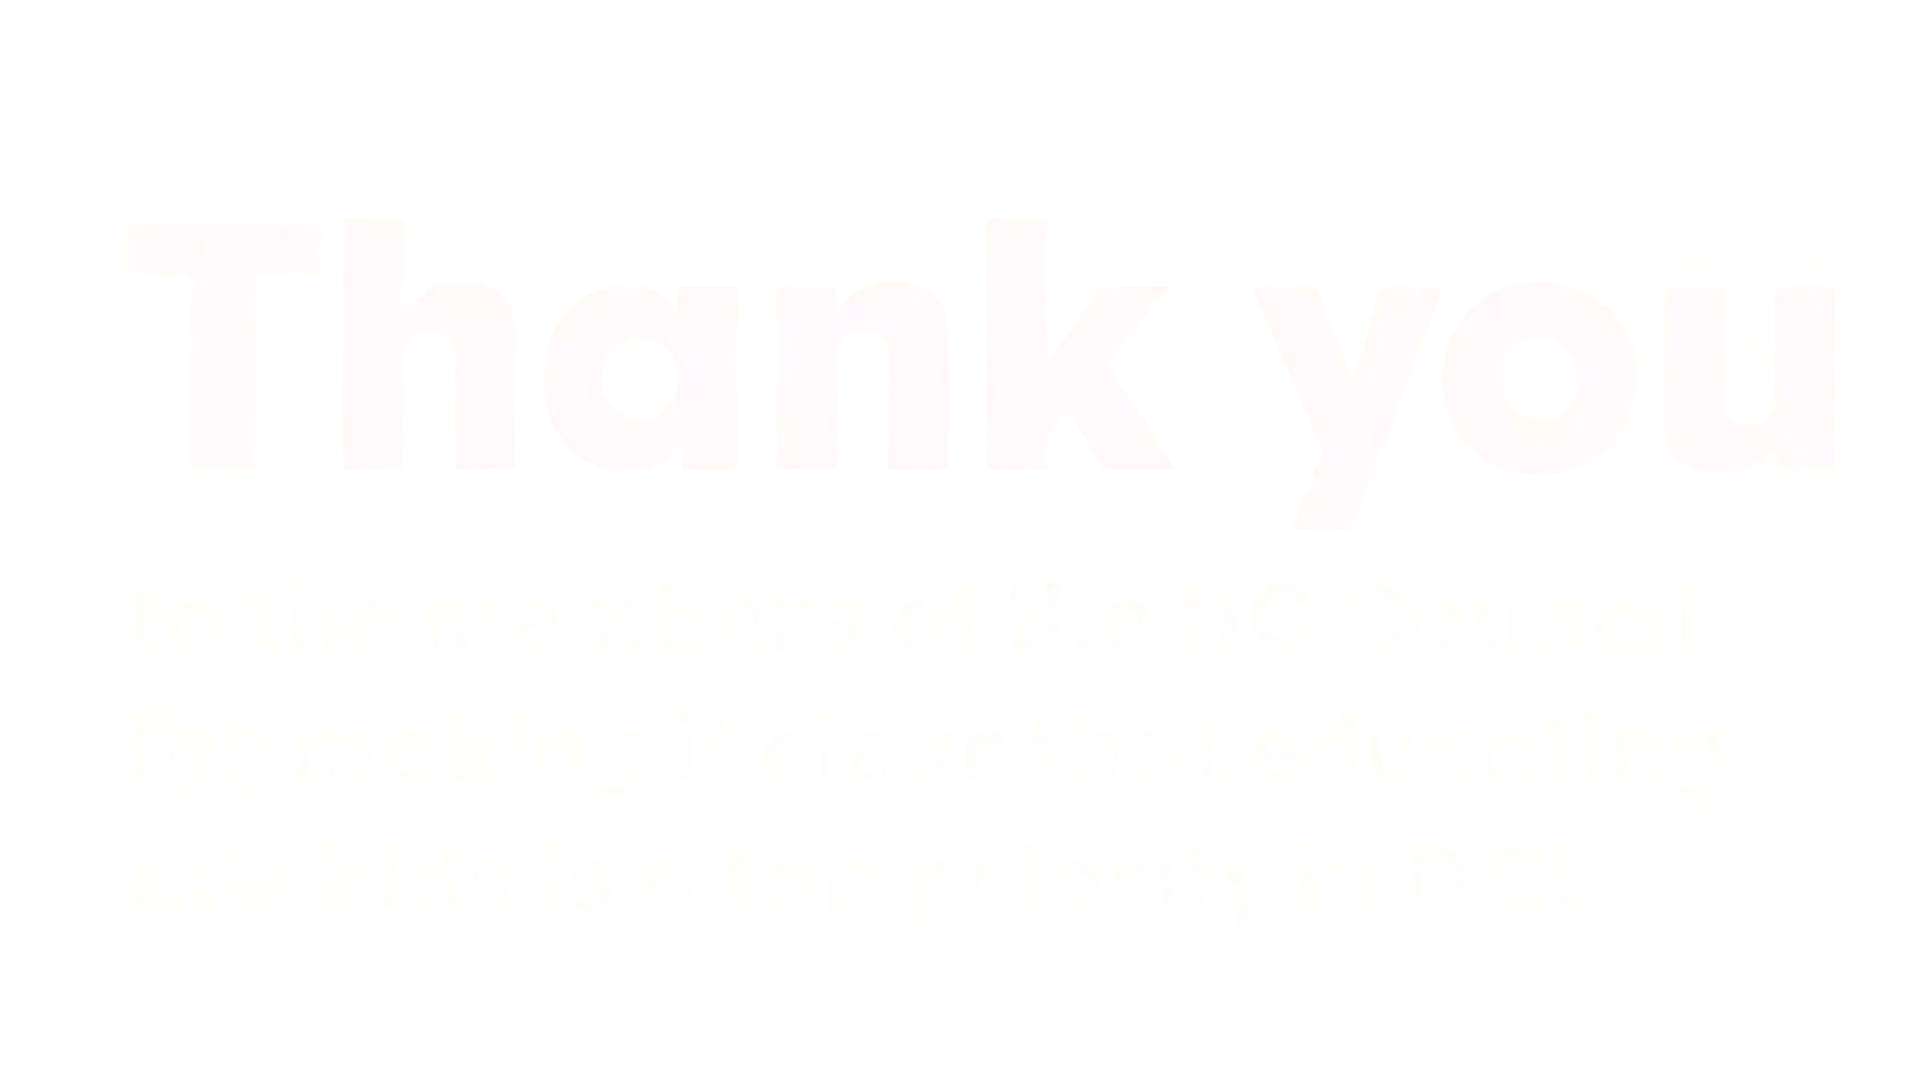 Thank you
to the members of the DC Council
for making it clear that educating
our kids is a top priority in DC!